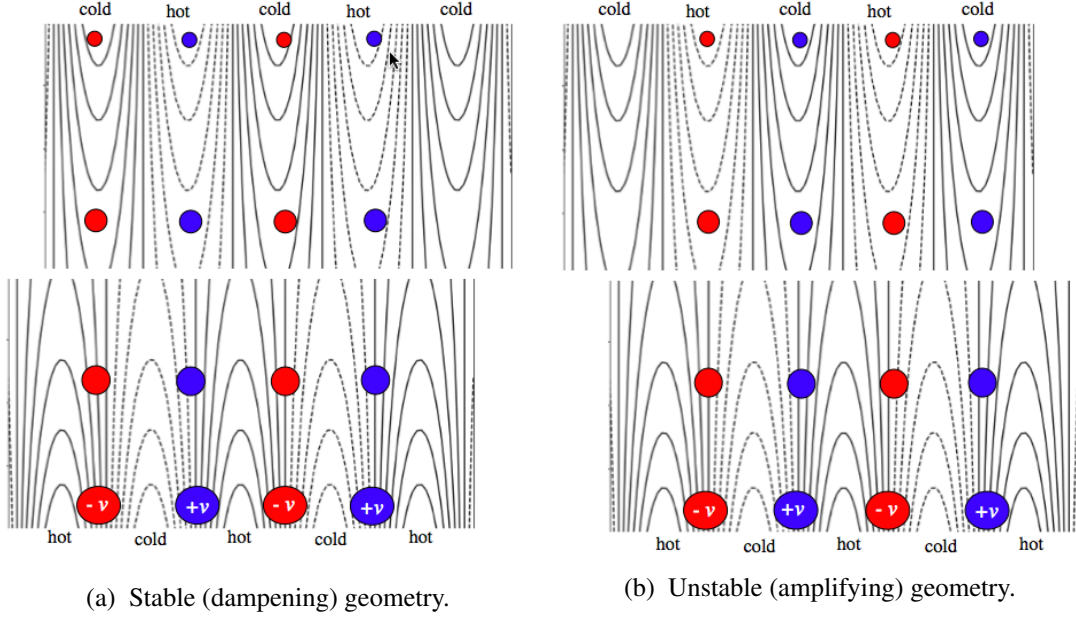 cold hot cold hot cold
cold hot cold hot cold
- v +v - v +v
hot cold hot cold hot
- v +v - v +v
hot cold hot cold hot
(a) Stable (dampening) geometry.
(b) Unstable (amplifying) geometry.